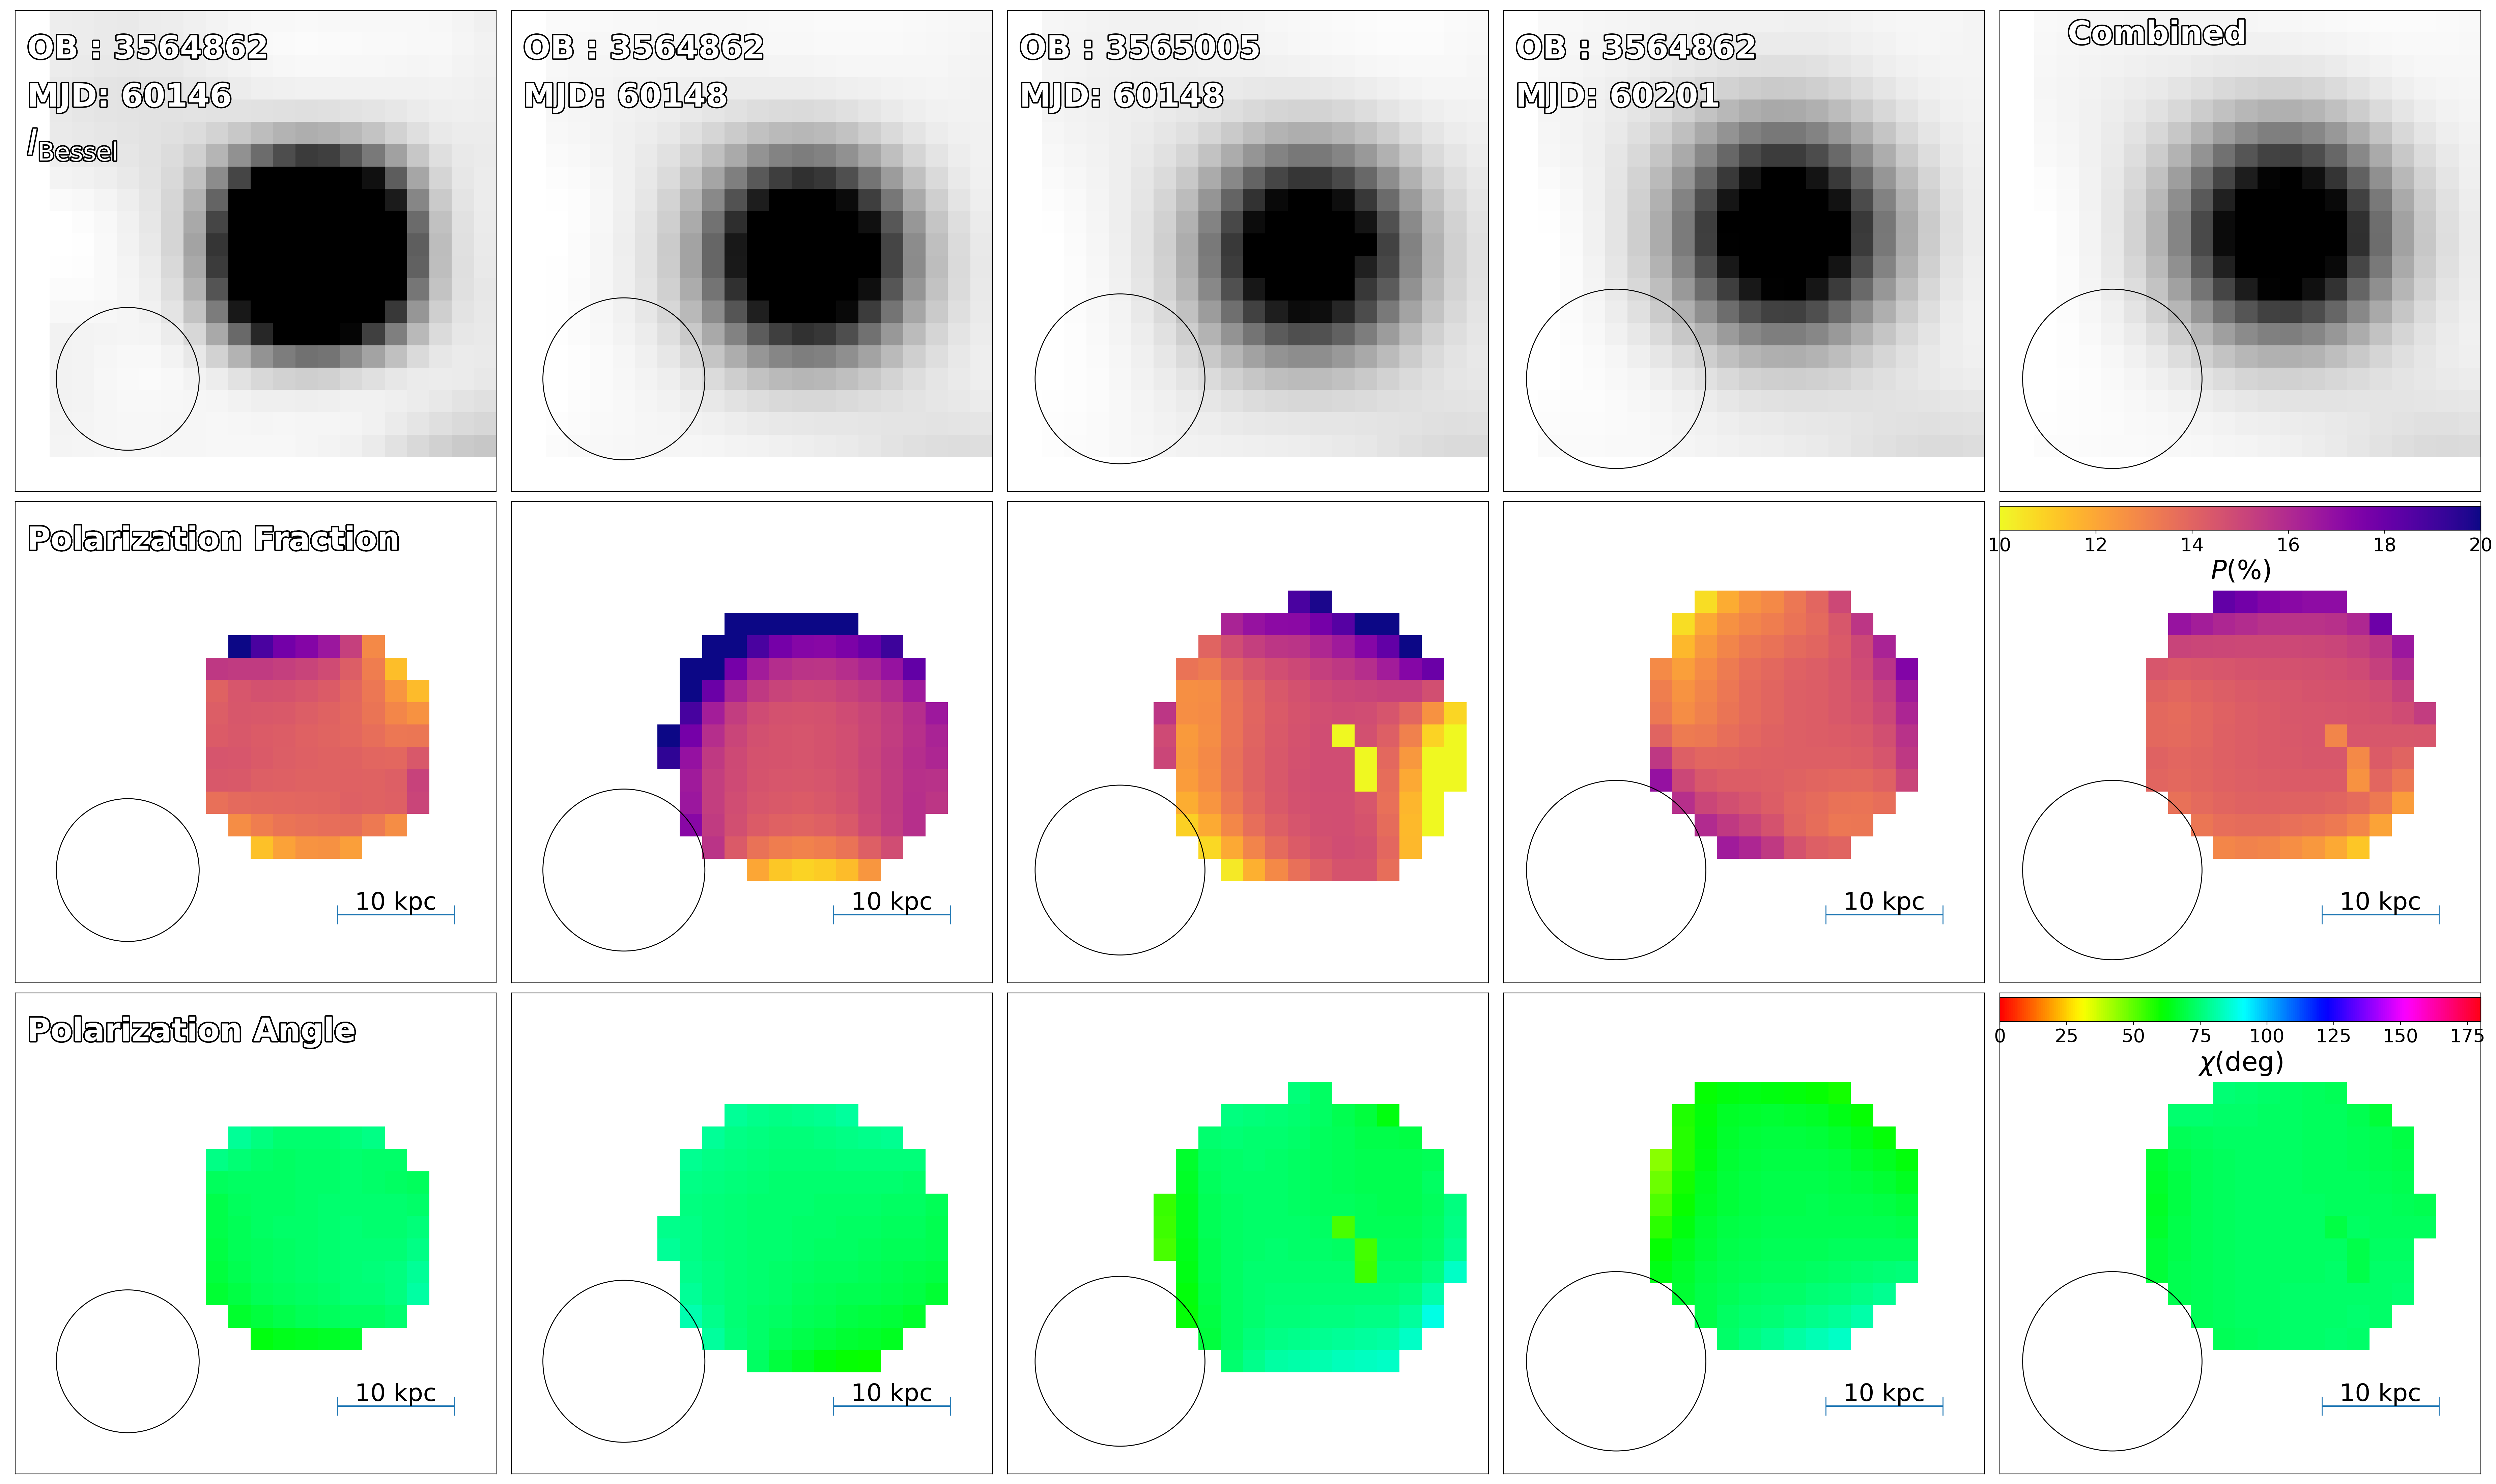 OB : 3564862
MJD: 60146
I_Bessel
OB : 3564862
MJD: 60148
OB : 3565005
MJD: 60148
OB : 3564862
MJD: 60201
Combined
Polarization Fraction
10 kpc
10 kpc
10 kpc
10 kpc
10 12 14 16 18 20
P(%)
10 kpc
Polarization Angle
10 kpc
10 kpc
10 kpc
10 kpc
0 25 50 75 100 125 150 175
χ(deg)
10 kpc